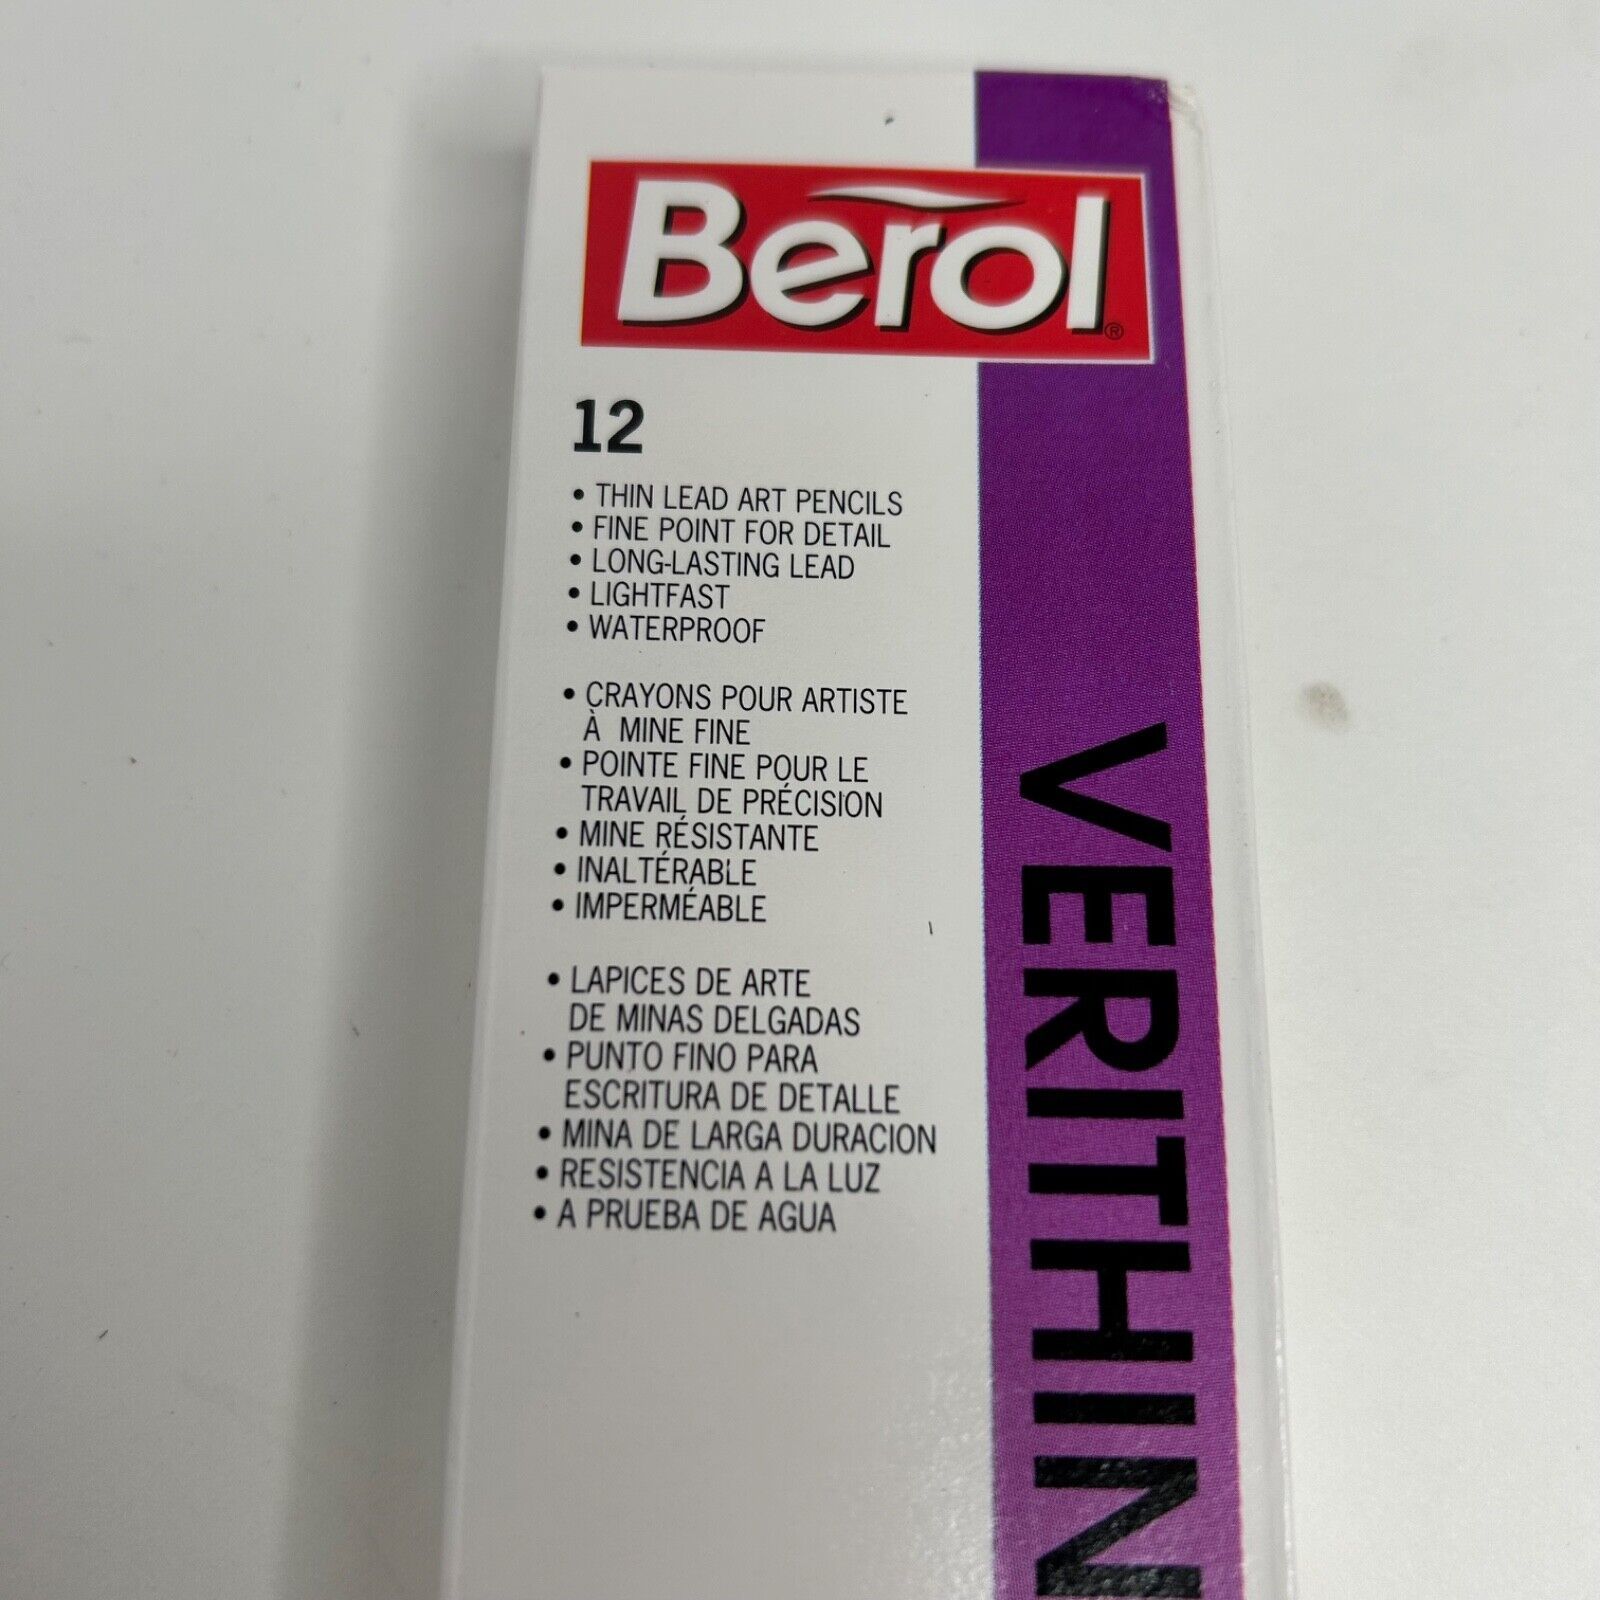 Berol®
12
• THIN LEAD ART PENCILS
• FINE POINT FOR DETAIL
• LONG-LASTING LEAD
• LIGHTFAST
• WATERPROOF
• CRAYONS POUR ARTISTE
À MINE FINE
• POINTE FINE POUR LE
TRAVAIL DE PRÉCISION
• MINE RÉSISTANTE
• INALTÉRABLE
• IMPERMÉABLE
• LAPICES DE ARTE
DE MINAS DELGADAS
• PUNTO FINO PARA
ESCRITURA DE DETALLE
• MINA DE LARGA DURACION
• RESISTENCIA A LA LUZ
• A PRUEBA DE AGUA
VERITHIN